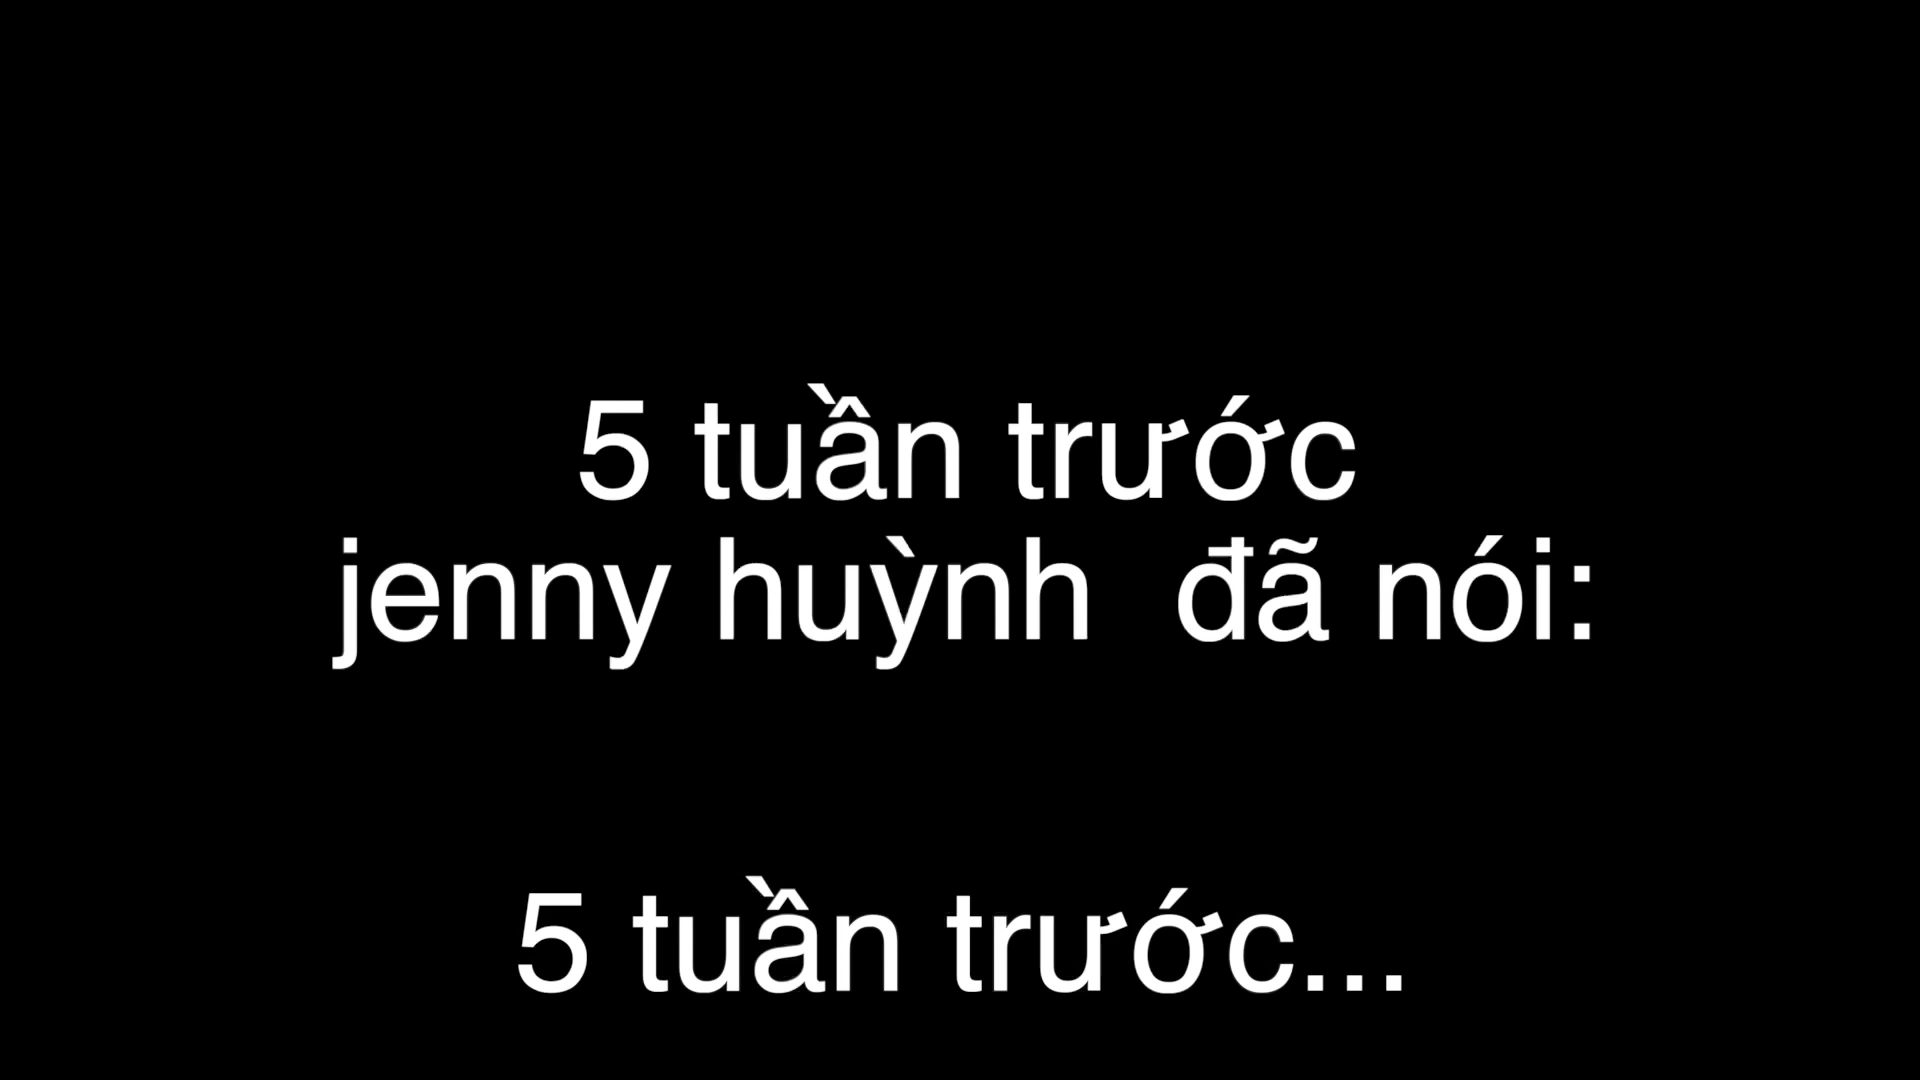 5 tuần trước
jenny huỳnh  đã nói:
5 tuần trước...